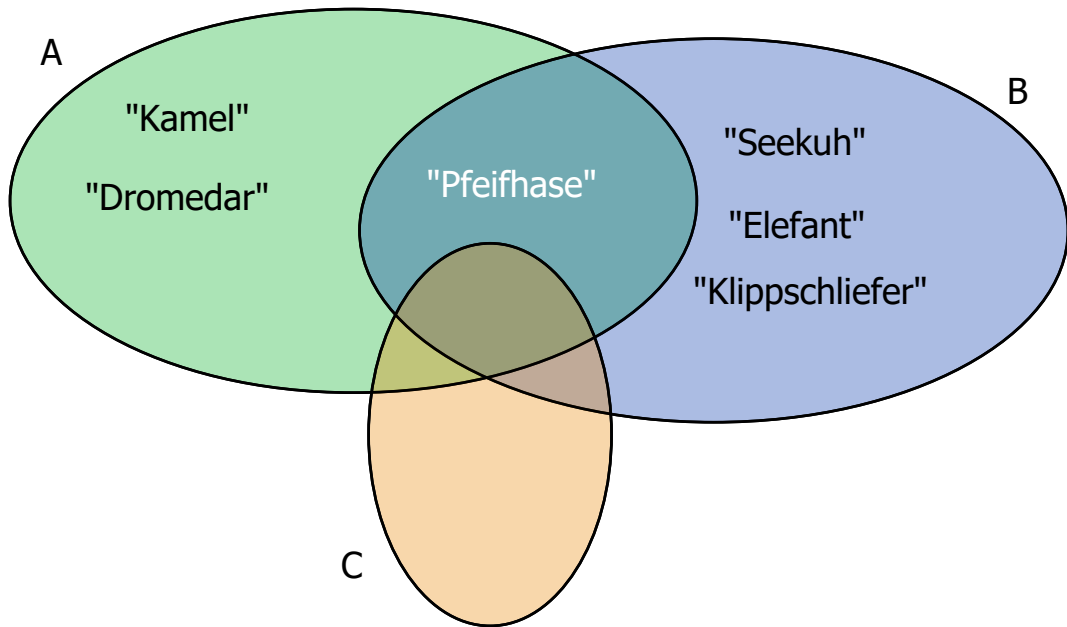 A
B
"Kamel"
"Seekuh"
"Dromedar"
"Pfeifhase"
"Elefant"
"Klippschliefer"
C